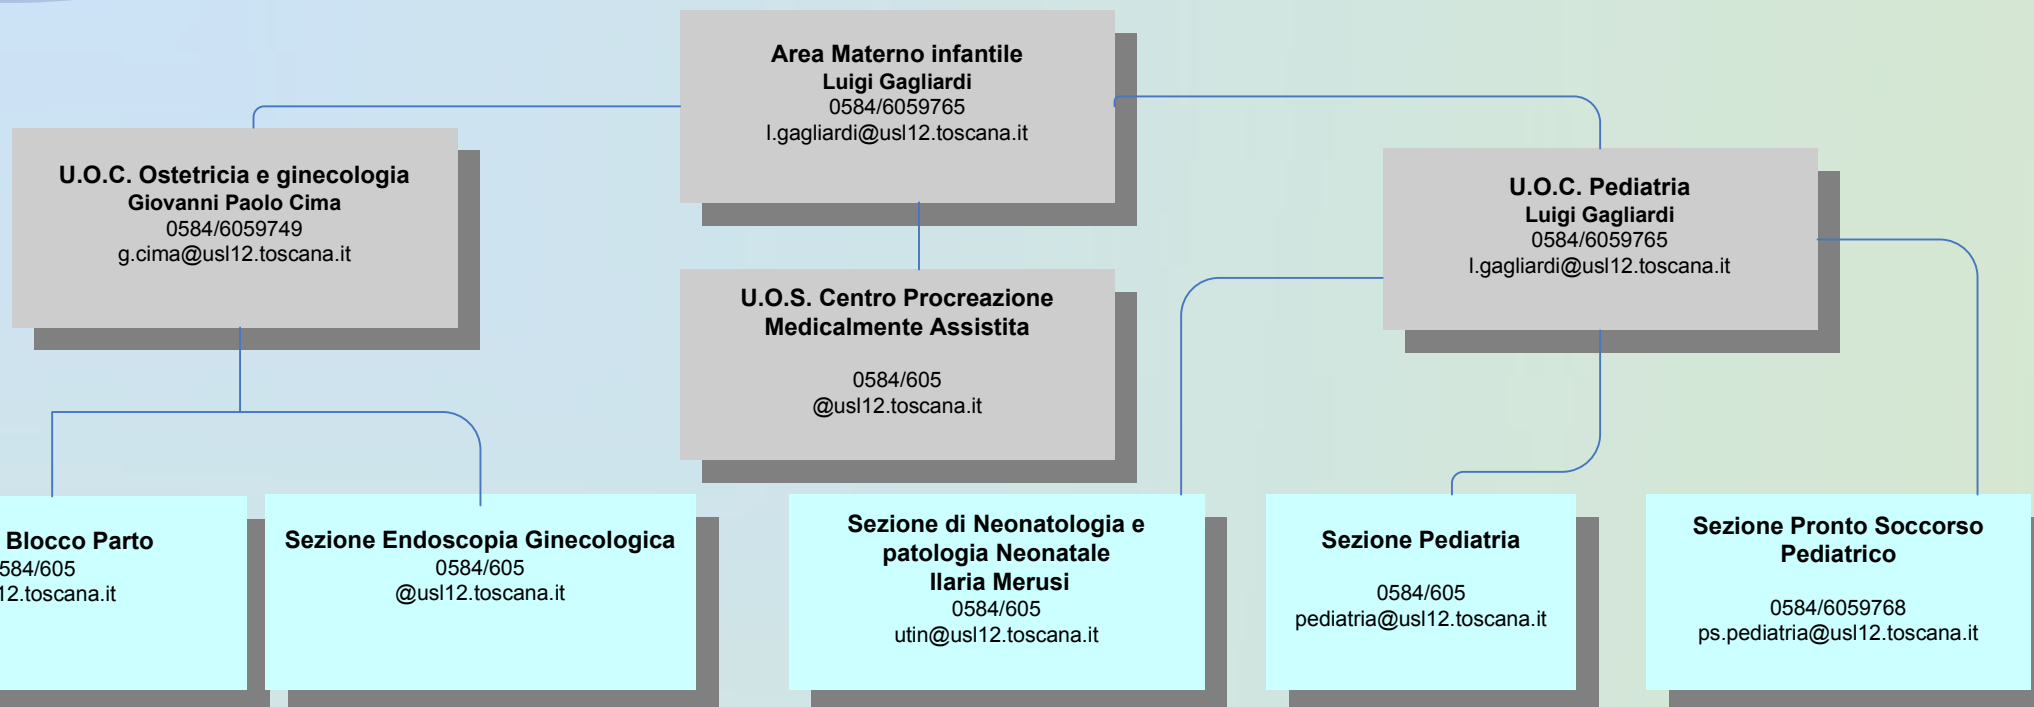 Area Materno infantile
Luigi Gagliardi
0584/6059765
l.gagliardi@usl12.toscana.it
U.O.C. Ostetricia e ginecologia
Giovanni Paolo Cima
0584/6059749
g.cima@usl12.toscana.it
U.O.C. Pediatria
Luigi Gagliardi
0584/6059765
l.gagliardi@usl12.toscana.it
U.O.S. Centro Procreazione
Medicalmente Assistita
0584/605
@usl12.toscana.it
Blocco Parto
584/605
12.toscana.it
Sezione Endoscopia Ginecologica
0584/605
@usl12.toscana.it
Sezione di Neonatologia e
patologia Neonatale
Ilaria Merusi
0584/605
utin@usl12.toscana.it
Sezione Pediatria
0584/605
pediatria@usl12.toscana.it
Sezione Pronto Soccorso
Pediatrico
0584/6059768
ps.pediatria@usl12.toscana.it